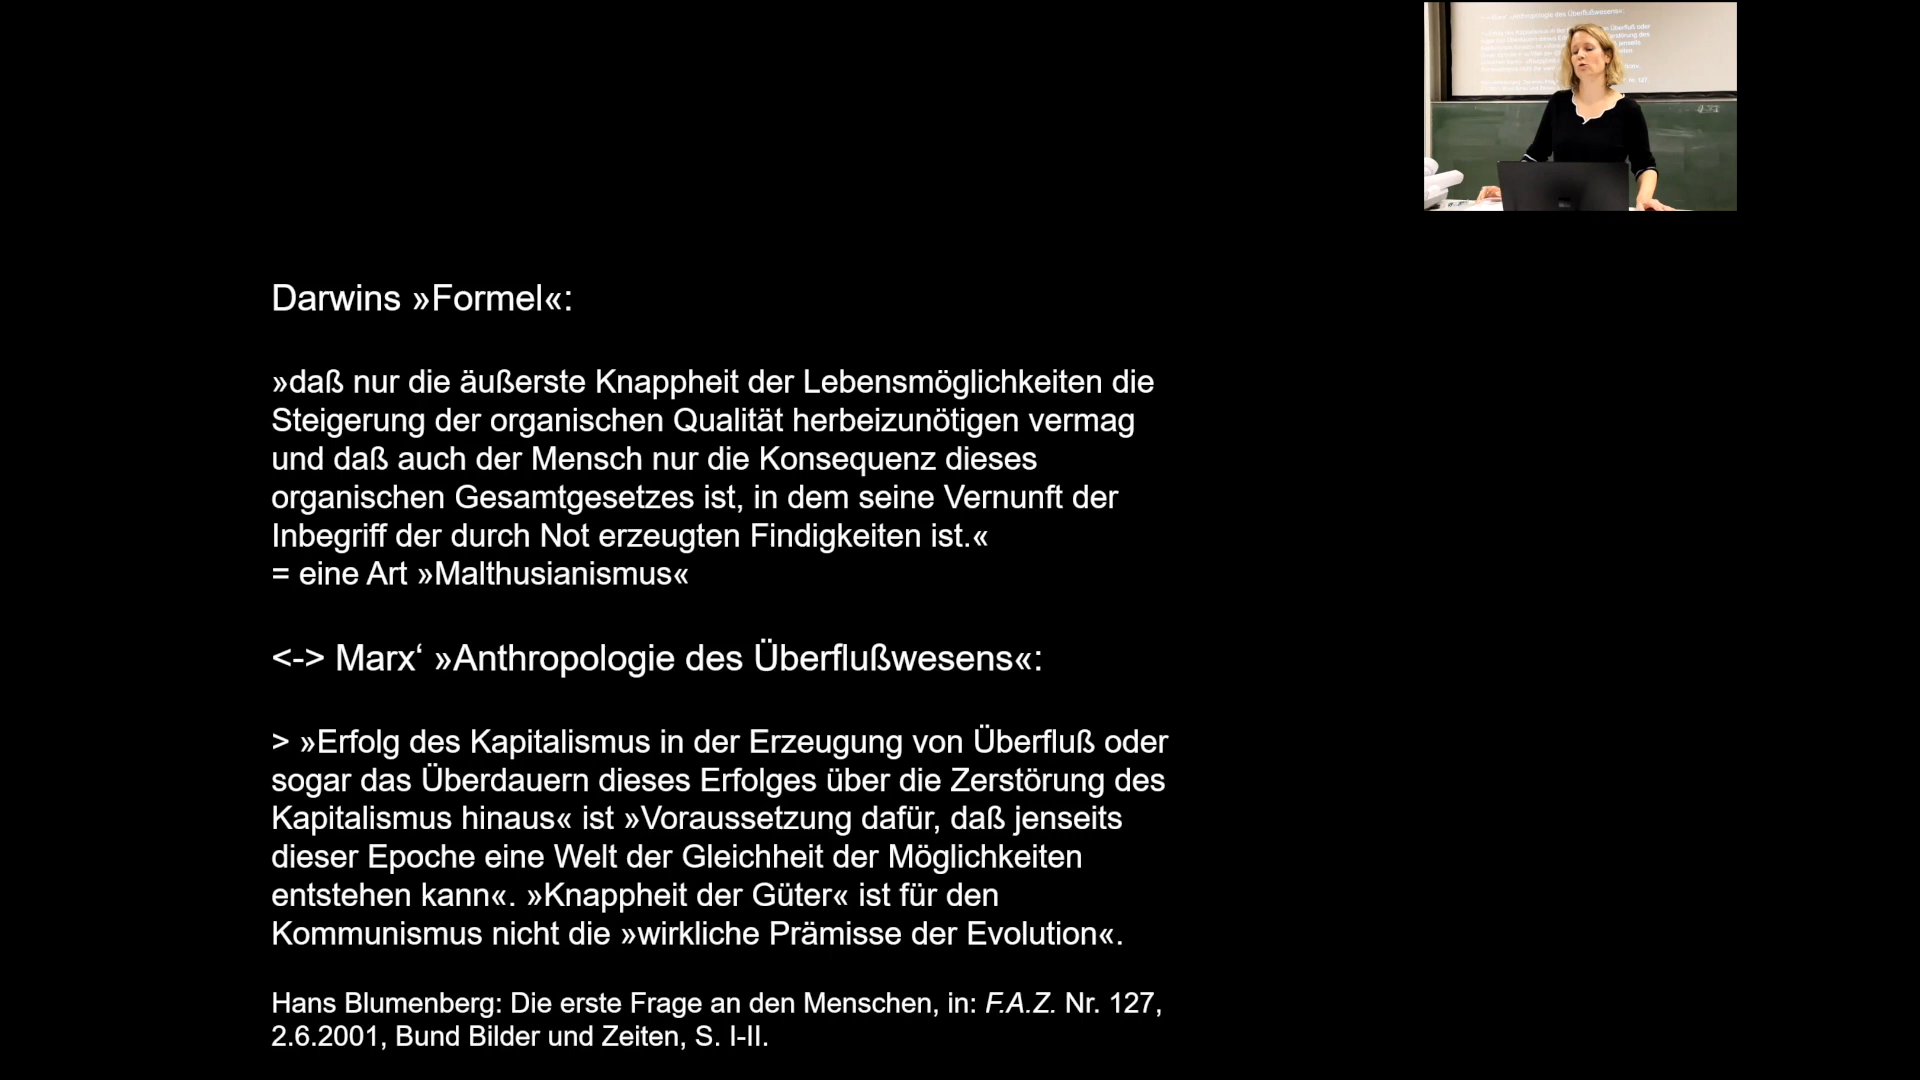 Darwins »Formel«:
»daß nur die äußerste Knappheit der Lebensmöglichkeiten die
Steigerung der organischen Qualität herbeizunötigen vermag
und daß auch der Mensch nur die Konsequenz dieses
organischen Gesamtgesetzes ist, in dem seine Vernunft der
Inbegriff der durch Not erzeugten Findigkeiten ist.«
= eine Art »Malthusianismus«
<-> Marx‘ »Anthropologie des Überflußwesens«:
> »Erfolg des Kapitalismus in der Erzeugung von Überfluß oder
sogar das Überdauern dieses Erfolges über die Zerstörung des
Kapitalismus hinaus« ist »Voraussetzung dafür, daß jenseits
dieser Epoche eine Welt der Gleichheit der Möglichkeiten
entstehen kann«. »Knappheit der Güter« ist für den
Kommunismus nicht die »wirkliche Prämisse der Evolution«.
Hans Blumenberg: Die erste Frage an den Menschen, in: F.A.Z. Nr. 127,
2.6.2001, Bund Bilder und Zeiten, S. I-II.